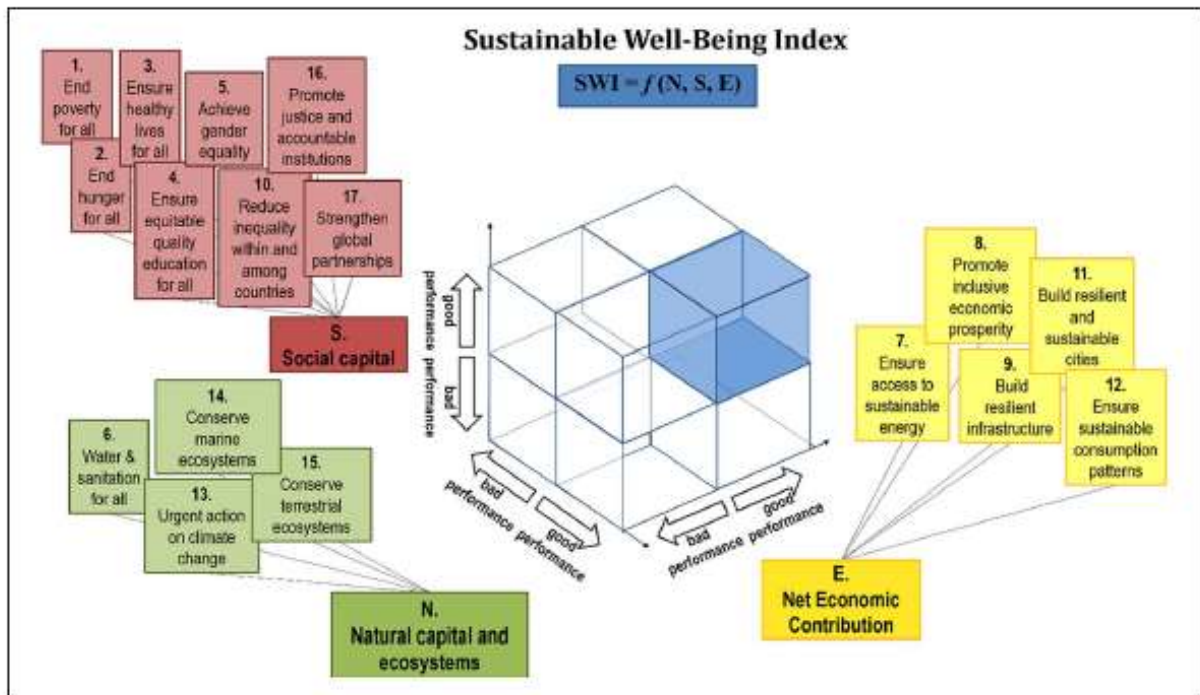 Sustainable Well-Being Index
SWI = f (N, S, E)
1.
End
poverty
for all
3.
Ensure
healthy
lives
for all
5.
Achieve
gender
equality
16.
Promote
justice and
accountable
institutions
2.
End
hunger
for all
4.
Ensure
equitable
quality
education
for all
10.
Reduce
inequality
within and
among
countries
17.
Strengthen
global
partnerships
S.
Social capital
14.
Conserve
marine
ecosystems
6.
Water &
sanitation
for all
13.
Urgent action
on climate
change
15.
Conserve
terrestrial
ecosystems
N.
Natural capital and
ecosystems
good
performance
bad
performance
bad
performance
good
performance
bad
performance
good
performance
8.
Promote
inclusive
economic
prosperity
11.
Build resilient
and
sustainable
cities
7.
Ensure
access to
sustainable
energy
9.
Build
resilient
infrastructure
12.
Ensure
sustainable
consumption
patterns
E.
Net Economic
Contribution